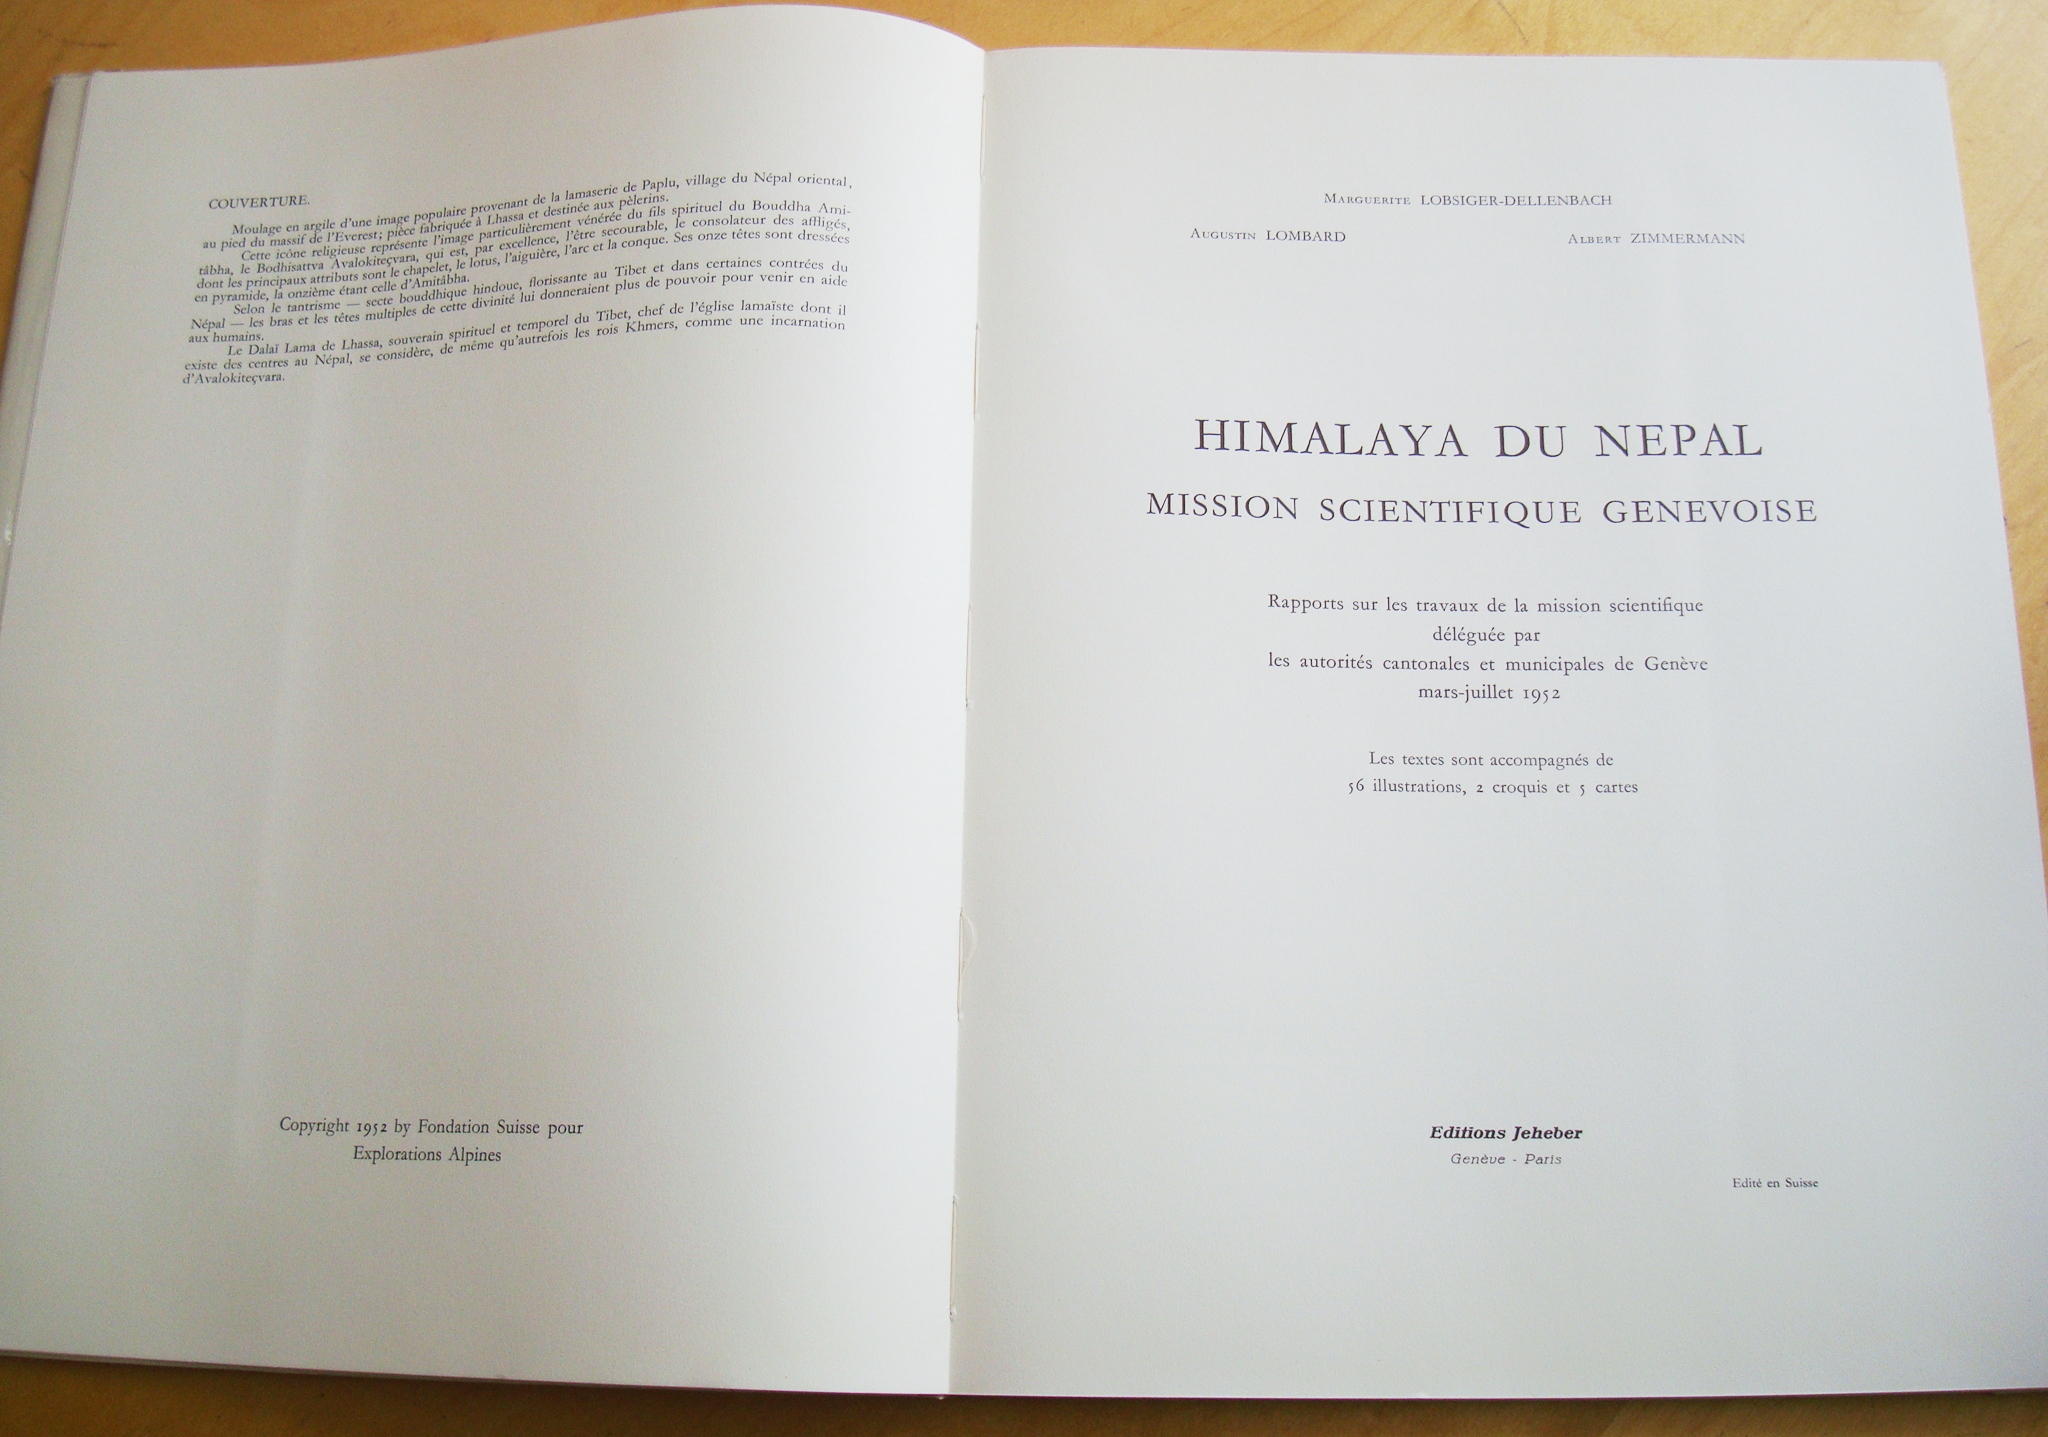 COUVERTURE.
Moulage en argile d'une image populaire provenant de la lamaserie de Paplu, village du Népal oriental,
au pied du massif de l'Everest; pièce fabriquée à Lhassa et destinée aux pèlerins.
Cette icône religieuse représente l'image particulièrement vénérée du fils spirituel du Bouddha Ami-
tâbha, le Bodhisattva Avalokiteçvara, qui est, par excellence, l'être secourable, le consolateur des affligés,
dont les principaux attributs sont le chapelet, le lotus, l'aiguière, l'arc et la conque. Ses onze têtes sont dressées
en pyramide, la onzième étant celle d'Amitâbha.
Selon le tantrisme — secte bouddhique hindoue, florissante au Tibet et dans certaines contrées du
Népal — les bras et les têtes multiples de cette divinité lui donneraient plus de pouvoir pour venir en aide
aux humains.
Le Dalaï Lama de Lhassa, souverain spirituel et temporel du Tibet, chef de l'église lamaïste dont il
existe des centres au Népal, se considère, de même qu'autrefois les rois Khmers, comme une incarnation
d'Avalokiteçvara.
Copyright 1952 by Fondation Suisse pour
Explorations Alpines
Marguerite LOBSIGER-DELLENBACH
Augustin LOMBARD Albert ZIMMERMANN
HIMALAYA DU NEPAL
MISSION SCIENTIFIQUE GENEVOISE
Rapports sur les travaux de la mission scientifique
déléguée par
les autorités cantonales et municipales de Genève
mars-juillet 1952
Les textes sont accompagnés de
56 illustrations, 2 croquis et 5 cartes
Editions Jeheber
Genève - Paris
Edité en Suisse